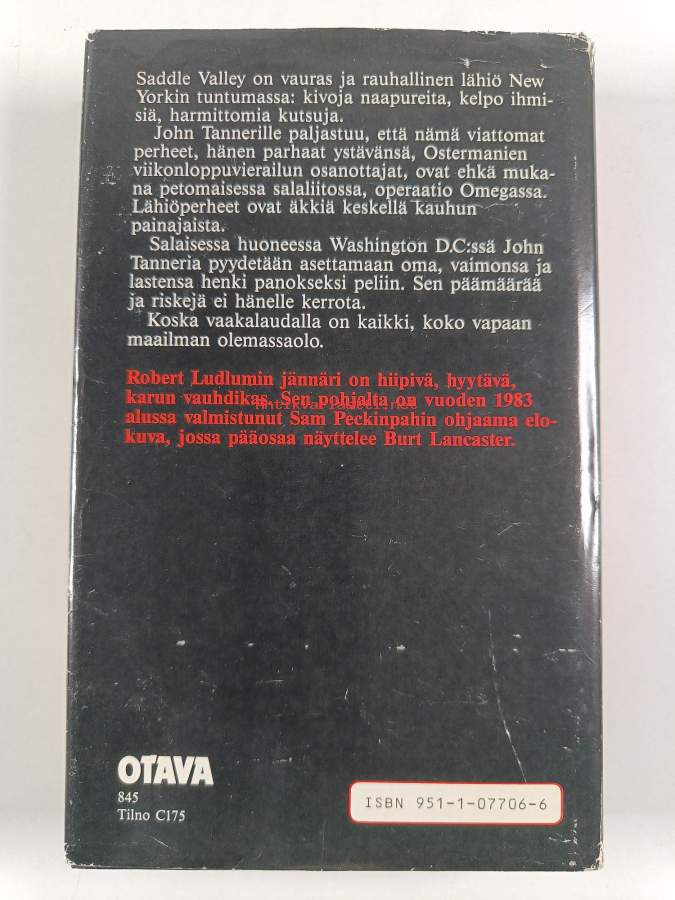 Saddle Valley on vauras ja rauhallinen lähiö New
Yorkin tuntumassa: kivoja naapureita, kelpo ihmi-
siä, harmittomia kutsuja.
John Tannerille paljastuu, että nämä viattomat
perheet, hänen parhaat ystävänsä, Ostermanien
viikonloppuvierailun osanottajat, ovat ehkä muka-
na petomaisessa salaliitossa, operaatio Omegassa.
Lähiöperheet ovat äkkiä keskellä kauhun
painajaista.
Salaisessa huoneessa Washington D.C:ssä John
Tanneria pyydetään asettamaan oma, vaimonsa ja
lastensa henki panokseksi peliin. Sen päämäärää
ja riskejä ei hänelle kerrota.
Koska vaakalaudalla on kaikki, koko vapaan
maailman olemassaolo.
Robert Ludlumin jännäri on hiipivä, hyytävä,
karun vauhdikas. Sen pohjalta on vuoden 1983
alussa valmistunut Sam Peckinpahin ohjaama elo-
kuva, jossa pääosaa näyttelee Burt Lancaster.
OTAVA
845
Tilno C175
ISBN 951-1-07706-6